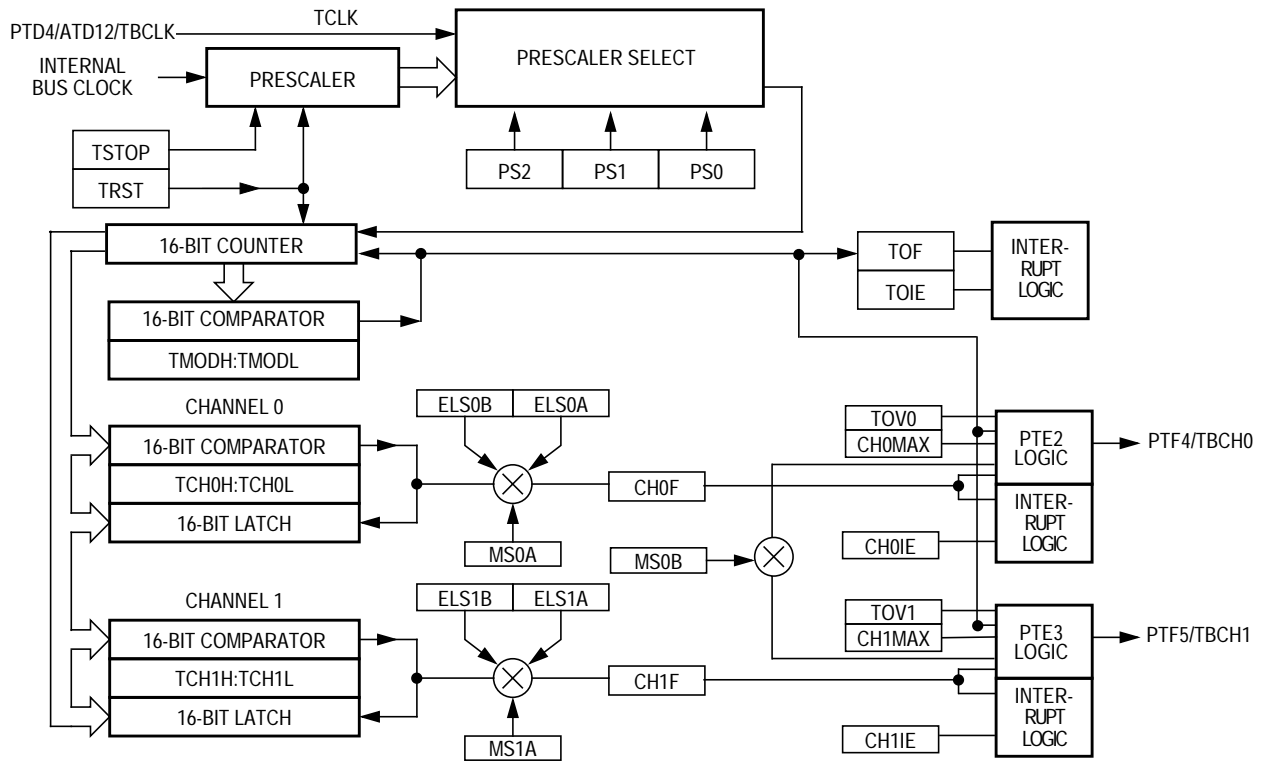 TCLK
PTD4/ATD12/TBCLK
INTERNAL
BUS CLOCK
PRESCALER
PRESCALER SELECT
TSTOP
TRST
PS2
PS1
PS0
16-BIT COUNTER
16-BIT COMPARATOR
TMODH:TMODL
TOF
TOIE
INTER-
RUPT
LOGIC
CHANNEL 0
16-BIT COMPARATOR
TCH0H:TCH0L
16-BIT LATCH
ELS0B
ELS0A
MS0A
CH0F
MS0B
TOV0
CH0MAX
PTE2
LOGIC
PTF4/TBCH0
INTER-
RUPT
LOGIC
CH0IE
CHANNEL 1
16-BIT COMPARATOR
TCH1H:TCH1L
16-BIT LATCH
ELS1B
ELS1A
MS1A
CH1F
TOV1
CH1MAX
PTE3
LOGIC
PTF5/TBCH1
INTER-
RUPT
LOGIC
CH1IE